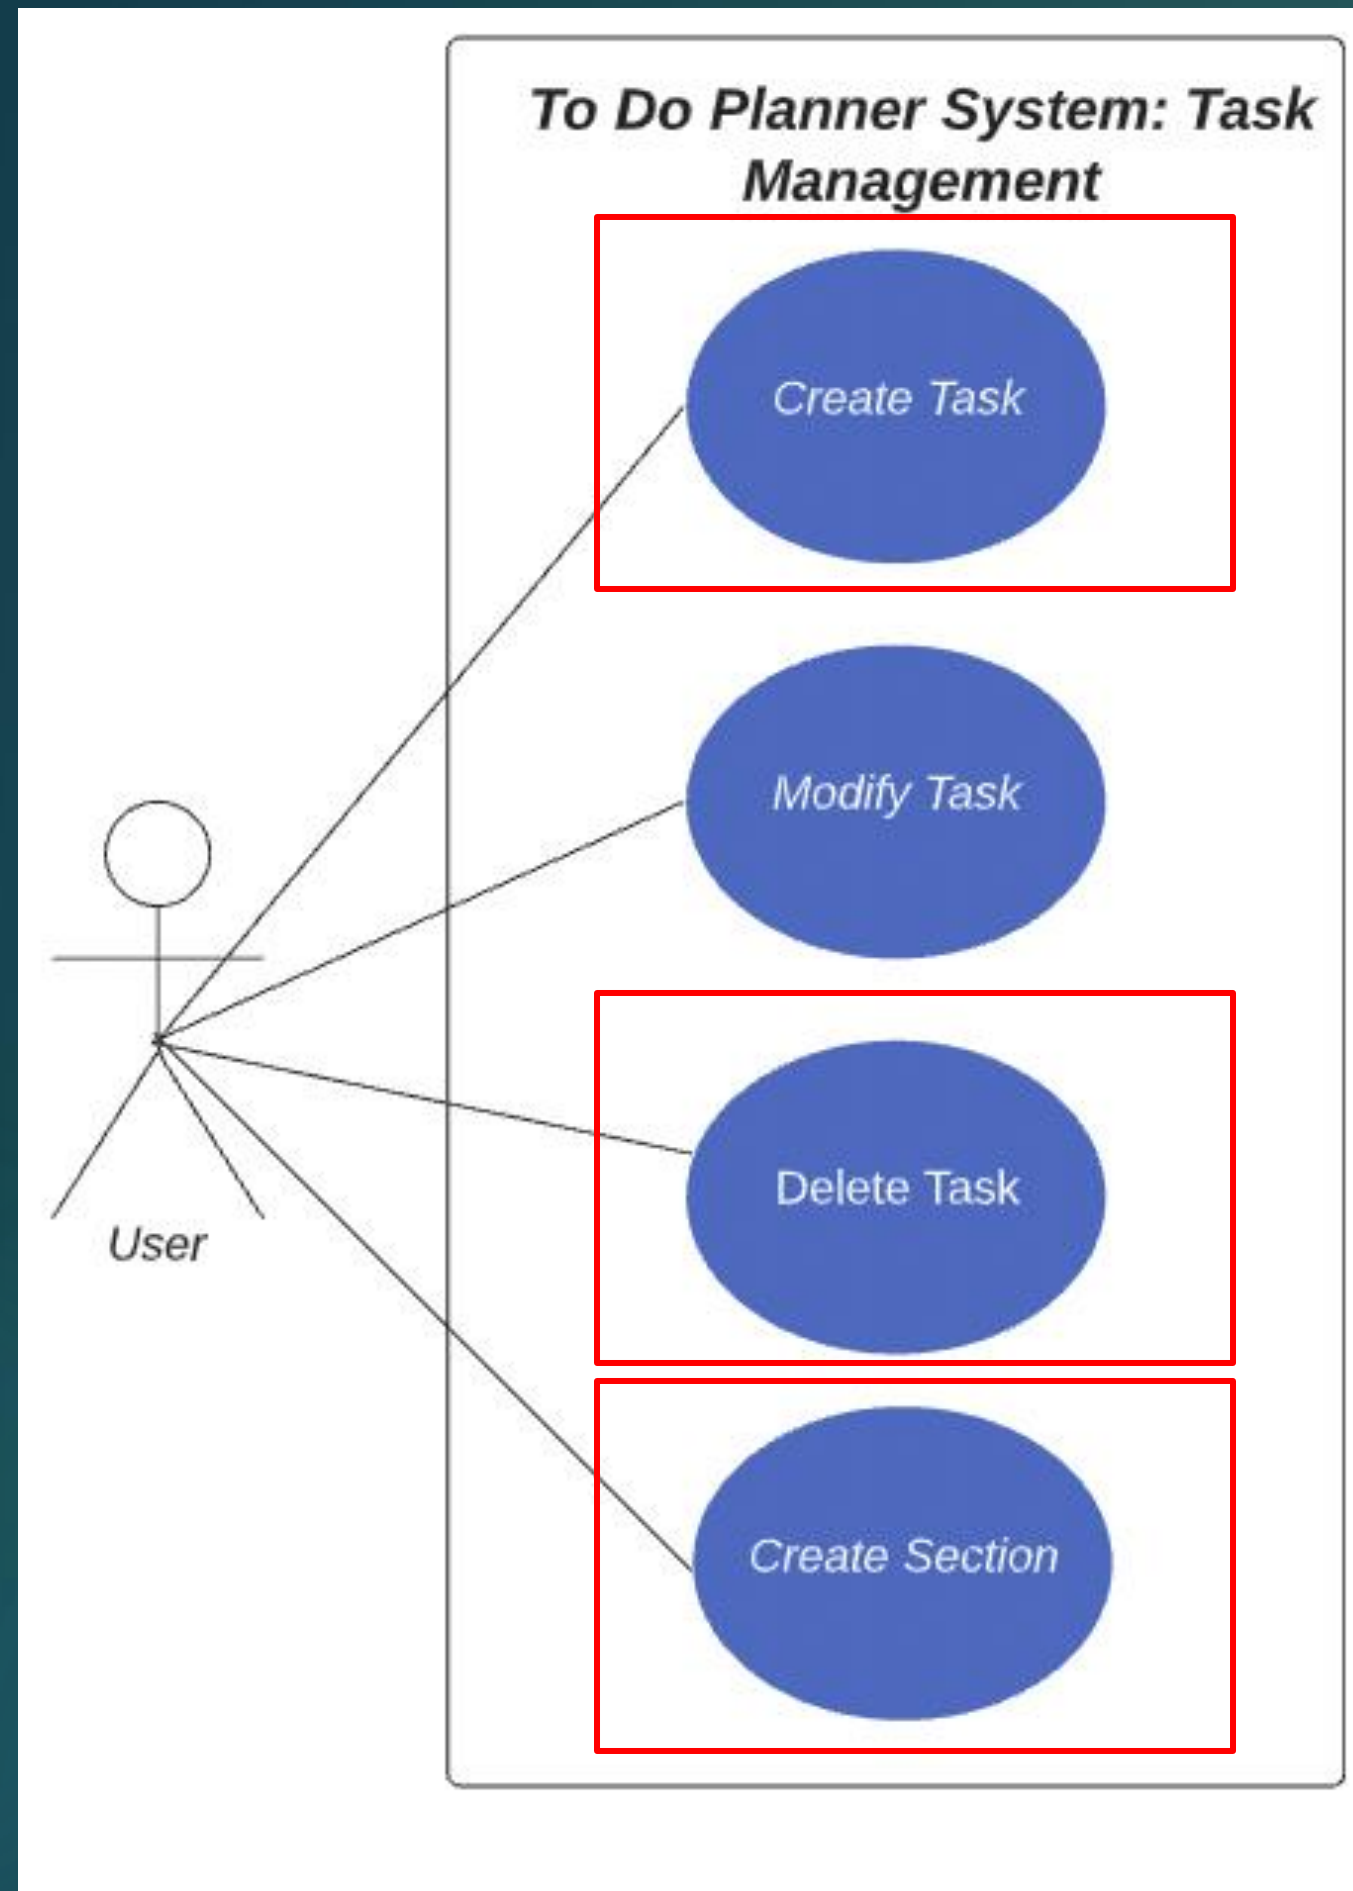 To Do Planner System: Task
Management
Create Task
Modify Task
Delete Task
User
Create Section